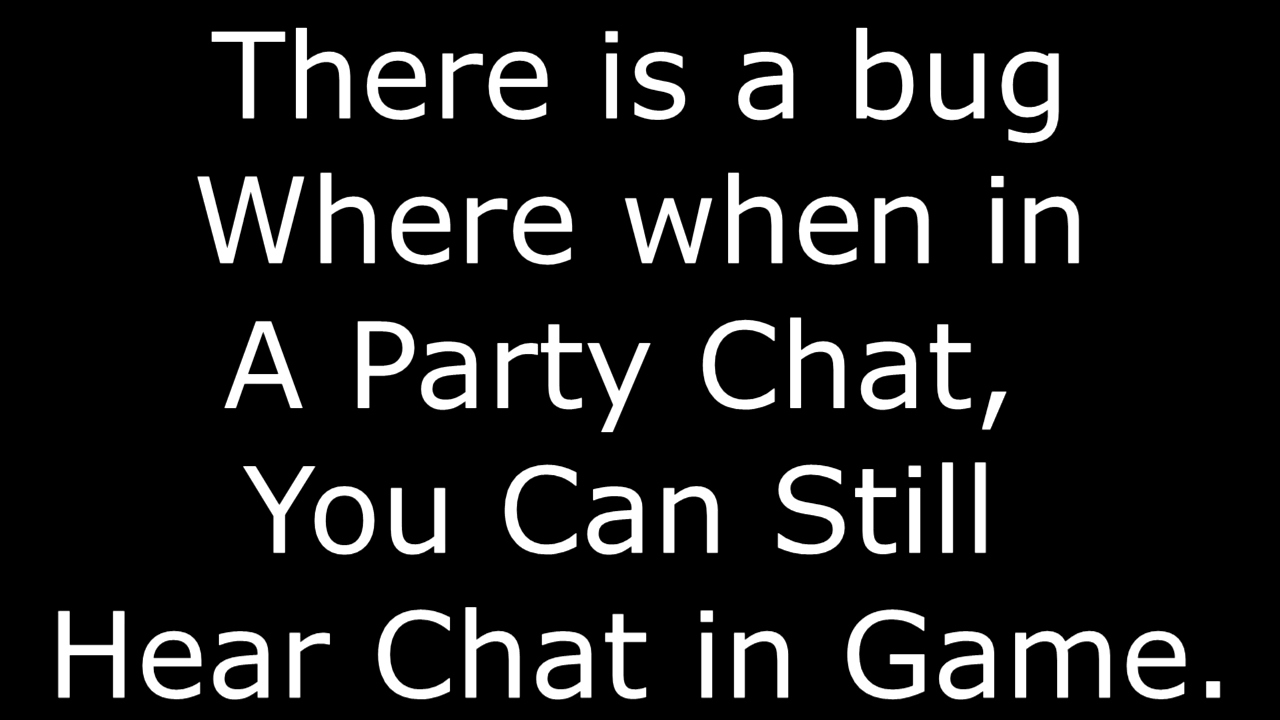 There is a bug
Where when in
A Party Chat,
You Can Still
Hear Chat in Game.